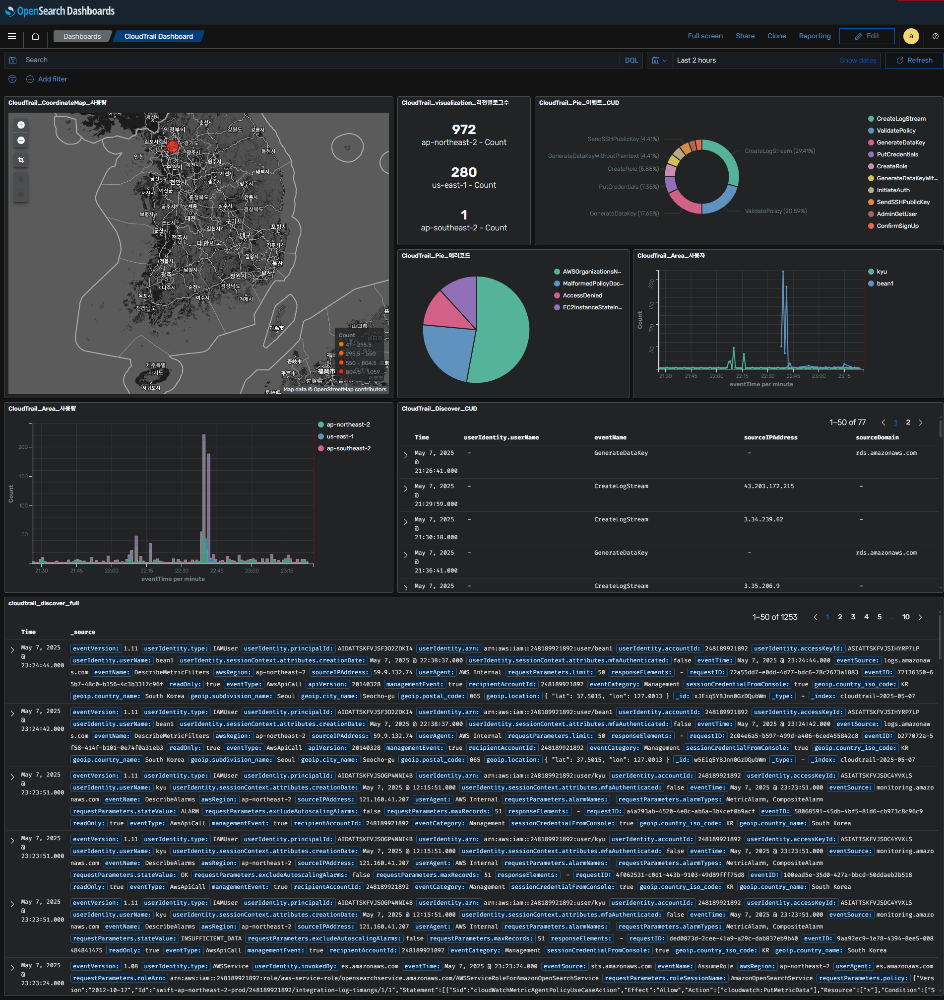 OpenSearch Dashboards
Dashboards
CloudTrail Dashboard
Full screen
Share
Clone
Reporting
Edit
a
Search
DQL
Last 2 hours
Show dates
Refresh
Add filter
CloudTrail_CoordinateMap_사용량
개성시
춘천시
의정부시
강원도
강릉시
김포시
경기도
광주시
동해시
인천
원주시
수원시
이천시
제천시
태백시
당진시
천안시
충주시
영주시
서산시
예산군
충청북도
안동시
공주시
세종
상주시
경상북도
보령시
대전
논산시
구미시
김천시
포항시
군산시
전주시
대구
대한민국
경주시
밀양시
정읍시
울산
남원시
광주
창원시
부산
나주시
순천시
경상남도
목포시
여수시
거제시
전라남도
対馬市
山口県
山口市
下関市
壱岐市
平戸市
福岡市
佐賀県
久留米市
別府市
長崎県
제주특별
자치도
서귀포시
Count
41 - 295.5
295.5 - 550
550 - 804.5
804.5 - 1,059
Map data © OpenStreetMap contributors
CloudTrail_visualization_리전별로그수
972
ap-northeast-2 - Count
280
us-east-1 - Count
1
ap-southeast-2 - Count
CloudTrail_Pie_이벤트_CUD
SendSSHPublicKey (4.41%)
GenerateDataKeyWithoutPlaintext (4.41%)
CreateRole (5.88%)
PutCredentials (7.35%)
GenerateDataKey (17.65%)
CreateLogStream (29.41%)
ValidatePolicy (20.59%)
CreateLogStream
ValidatePolicy
GenerateDataKey
PutCredentials
CreateRole
GenerateDataKeyWit...
InitiateAuth
SendSSHPublicKey
AdminGetUser
ConfirmSignUp
CloudTrail_Pie_에러코드
AWSOrganizationsN...
MalformedPolicyDoc...
AccessDenied
EC2InstanceStateIn...
CloudTrail_Area_사용자
Count
200
150
100
50
21:30 21:45 22:00 22:15 22:30 22:45 23:00 23:15
eventTime per minute
kyu
bean1
CloudTrail_Area_사용량
Count
200
150
100
50
21:30 21:45 22:00 22:15 22:30 22:45 23:00 23:15
eventTime per minute
ap-northeast-2
us-east-1
ap-southeast-2
CloudTrail_Discover_CUD
1–50 of 77 1 2
Time userIdentity.userName eventName sourceIPAddress sourceDomain
May 7, 2025 - GenerateDataKey - rds.amazonaws.com
@
21:26:41.000
May 7, 2025 - CreateLogStream 43.203.172.215 -
@
21:29:59.000
May 7, 2025 - CreateLogStream 3.34.239.62 -
@
21:30:18.000
May 7, 2025 - GenerateDataKey - rds.amazonaws.com
@
21:36:41.000
May 7, 2025 - CreateLogStream 3.35.206.9 -
cloudtrail_discover_full
1–50 of 1253 1 2 3 4 5 ... 10
Time _source
May 7, 2025
@
23:24:44.000
eventVersion: 1.11 userIdentity.type: IAMUser userIdentity.principalId: AIDATTSKFVJSF3O2ZDKI4 userIdentity.arn: arn:aws:iam::248189921892:user/bean1 userIdentity.accountId: 248189921892 userIdentity.accessKeyId: ASIATTSKFVJSIHYRP7LP
userIdentity.userName: bean1 userIdentity.sessionContext.attributes.creationDate: May 7, 2025 @ 22:38:37.000 userIdentity.sessionContext.attributes.mfaAuthenticated: false eventTime: May 7, 2025 @ 23:24:44.000 eventSource: logs.amazonaw
s.com eventName: DescribeMetricFilters awsRegion: ap-northeast-2 sourceIPAddress: 59.9.132.74 userAgent: AWS Internal requestParameters.limit: 50 responseElements: - requestID: 72a55dd7-e0dd-4d77-bdc6-78c2673a1883 eventID: 72136350-6
5b7-48c0-b156-4c3b3317c96f readOnly: true eventType: AwsApiCall apiVersion: 20140328 managementEvent: true recipientAccountId: 248189921892 eventCategory: Management sessionCredentialFromConsole: true geoip.country_iso_code: KR
geoip.country_name: South Korea geoip.subdivision_name: Seoul geoip.city_name: Seocho-gu geoip.postal_code: 065 geoip.location: { "lat": 37.5015, "lon": 127.0013 } _id: xJEiq5YBJnn0GzDQubWm _type: - _index: cloudtrail-2025-05-07
May 7, 2025
@
23:24:42.000
eventVersion: 1.11 userIdentity.type: IAMUser userIdentity.principalId: AIDATTSKFVJSF3O2ZDKI4 userIdentity.arn: arn:aws:iam::248189921892:user/bean1 userIdentity.accountId: 248189921892 userIdentity.accessKeyId: ASIATTSKFVJSIHYRP7LP
userIdentity.userName: bean1 userIdentity.sessionContext.attributes.creationDate: May 7, 2025 @ 22:38:37.000 userIdentity.sessionContext.attributes.mfaAuthenticated: false eventTime: May 7, 2025 @ 23:24:42.000 eventSource: logs.amazonaw
s.com eventName: DescribeMetricFilters awsRegion: ap-northeast-2 sourceIPAddress: 59.9.132.74 userAgent: AWS Internal requestParameters.limit: 50 responseElements: - requestID: 2c04e6a5-b597-499d-a406-6ced455842c8 eventID: b277072a-5
f58-414f-b101-0e74f0a31eb3 readOnly: true eventType: AwsApiCall apiVersion: 20140328 managementEvent: true recipientAccountId: 248189921892 eventCategory: Management sessionCredentialFromConsole: true geoip.country_iso_code: KR
geoip.country_name: South Korea geoip.subdivision_name: Seoul geoip.city_name: Seocho-gu geoip.postal_code: 065 geoip.location: { "lat": 37.5015, "lon": 127.0013 } _id: w5Eiq5YBJnn0GzDQubWm _type: - _index: cloudtrail-2025-05-07
May 7, 2025
@
23:23:51.000
eventVersion: 1.11 userIdentity.type: IAMUser userIdentity.principalId: AIDATTSKFVJSOGP4NNI4B userIdentity.arn: arn:aws:iam::248189921892:user/kyu userIdentity.accountId: 248189921892 userIdentity.accessKeyId: ASIATTSKFVJSDC4YVXLS
userIdentity.userName: kyu userIdentity.sessionContext.attributes.creationDate: May 7, 2025 @ 12:15:51.000 userIdentity.sessionContext.attributes.mfaAuthenticated: false eventTime: May 7, 2025 @ 23:23:51.000 eventSource: monitoring.amazo
naws.com eventName: DescribeAlarms awsRegion: ap-northeast-2 sourceIPAddress: 121.160.41.207 userAgent: AWS Internal requestParameters.alarmNames: requestParameters.alarmTypes: MetricAlarm, CompositeAlarm
requestParameters.stateValue: ALARM requestParameters.excludeAutoscalingAlarms: false requestParameters.maxRecords: 51 responseElements: - requestID: a4a293ab-4520-4e8c-ab6a-3b4cef0b9acf eventID: 58068591-45db-4bf5-81d6-cb973c8c96c9
readOnly: true eventType: AwsApiCall managementEvent: true recipientAccountId: 248189921892 eventCategory: Management sessionCredentialFromConsole: true geoip.country_iso_code: KR geoip.country_name: South Korea
May 7, 2025
@
23:23:51.000
eventVersion: 1.11 userIdentity.type: IAMUser userIdentity.principalId: AIDATTSKFVJSOGP4NNI4B userIdentity.arn: arn:aws:iam::248189921892:user/kyu userIdentity.accountId: 248189921892 userIdentity.accessKeyId: ASIATTSKFVJSDC4YVXLS
userIdentity.userName: kyu userIdentity.sessionContext.attributes.creationDate: May 7, 2025 @ 12:15:51.000 userIdentity.sessionContext.attributes.mfaAuthenticated: false eventTime: May 7, 2025 @ 23:23:51.000 eventSource: monitoring.amazo
naws.com eventName: DescribeAlarms awsRegion: ap-northeast-2 sourceIPAddress: 121.160.41.207 userAgent: AWS Internal requestParameters.alarmNames: requestParameters.alarmTypes: MetricAlarm, CompositeAlarm
requestParameters.stateValue: OK requestParameters.excludeAutoscalingAlarms: false requestParameters.maxRecords: 51 responseElements: - requestID: 4f062531-c0d1-443b-9103-49d89fff75d8 eventID: 100ead5e-35d0-427a-bbcd-50ddaeb2b518
readOnly: true eventType: AwsApiCall managementEvent: true recipientAccountId: 248189921892 eventCategory: Management sessionCredentialFromConsole: true geoip.country_iso_code: KR geoip.country_name: South Korea
May 7, 2025
@
23:23:51.000
eventVersion: 1.11 userIdentity.type: IAMUser userIdentity.principalId: AIDATTSKFVJSOGP4NNI4B userIdentity.arn: arn:aws:iam::248189921892:user/kyu userIdentity.accountId: 248189921892 userIdentity.accessKeyId: ASIATTSKFVJSDC4YVXLS
userIdentity.userName: kyu userIdentity.sessionContext.attributes.creationDate: May 7, 2025 @ 12:15:51.000 userIdentity.sessionContext.attributes.mfaAuthenticated: false eventTime: May 7, 2025 @ 23:23:51.000 eventSource: monitoring.amazo
naws.com eventName: DescribeAlarms awsRegion: ap-northeast-2 sourceIPAddress: 121.160.41.207 userAgent: AWS Internal requestParameters.alarmNames: requestParameters.alarmTypes: MetricAlarm, CompositeAlarm
requestParameters.stateValue: INSUFFICIENT_DATA requestParameters.excludeAutoscalingAlarms: false requestParameters.maxRecords: 51 responseElements: - requestID: ded0873d-2cee-41a9-a29c-dab837eb9b40 eventID: 9aa92ec9-1e78-4394-8ee5-008
484841475 readOnly: true eventType: AwsApiCall managementEvent: true recipientAccountId: 248189921892 eventCategory: Management sessionCredentialFromConsole: true geoip.country_iso_code: KR geoip.country_name: South Korea
May 7, 2025
@
23:23:24.000
eventVersion: 1.08 userIdentity.type: AWSService userIdentity.invokedBy: es.amazonaws.com eventTime: May 7, 2025 @ 23:23:24.000 eventSource: sts.amazonaws.com eventName: AssumeRole awsRegion: ap-northeast-2 userAgent: es.amazonaws.com
requestParameters.roleArn: arn:aws:iam::248189921892:role/aws-service-role/opensearchservice.amazonaws.com/AWSServiceRoleForAmazonOpenSearchService requestParameters.roleSessionName: AmazonOpenSearchService requestParameters.policy: {"Vers
ion":"2012-10-17","Id":"swift-ap-northeast-2-prod/248189921892/integration-log-timangs/1/1","Statement":[{"Sid":"cloudWatchMetricAgentPolicyUseCaseAction","Effect":"Allow","Action":["cloudwatch:PutMetricData"],"Resource":["*"],"Condition":{"S